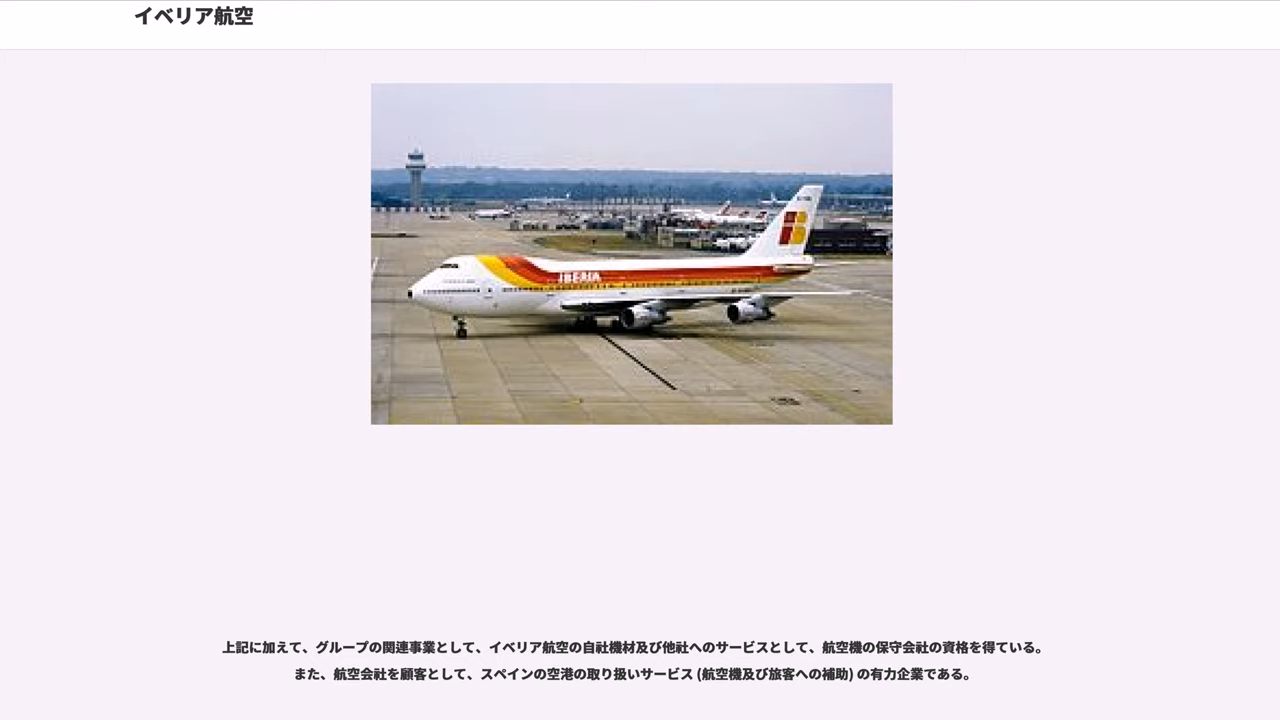 イベリア航空
IBERIA
上記に加えて、グループの関連事業として、イベリア航空の自社機材及び他社へのサービスとして、航空機の保守会社の資格を得ている。
また、航空会社を顧客として、スペインの空港の取り扱いサービス (航空機及び旅客への補助) の有力企業である。